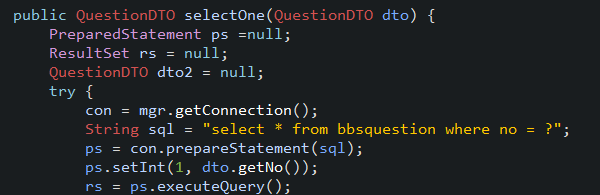 public QuestionDTO selectOne(QuestionDTO dto) {
PreparedStatement ps =null;
ResultSet rs = null;
QuestionDTO dto2 = null;
try {
con = mgr.getConnection();
String sql = "select * from bbsquestion where no = ?";
ps = con.prepareStatement(sql);
ps.setInt(1, dto.getNo());
rs = ps.executeQuery();